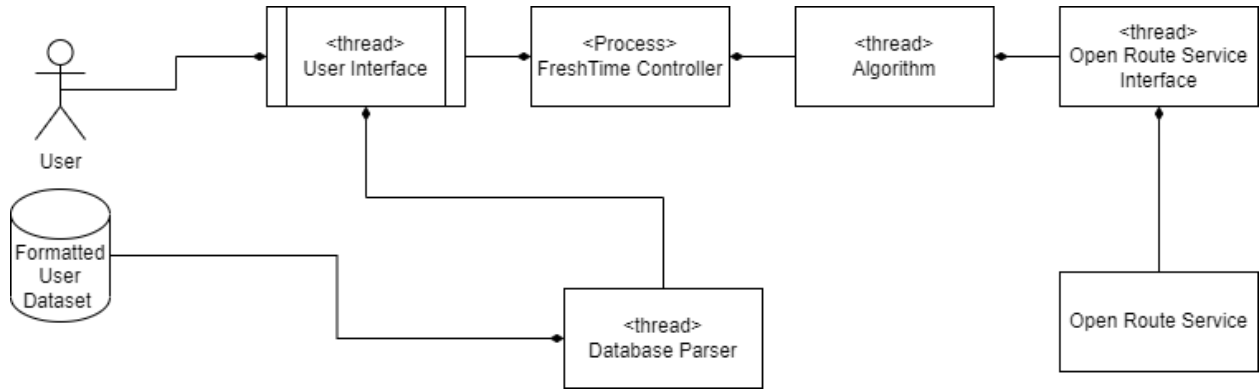 <thread>
User Interface
<Process>
FreshTime Controller
<thread>
Algorithm
<thread>
Open Route Service
Interface
User
Formatted
User
Dataset
<thread>
Database Parser
Open Route Service